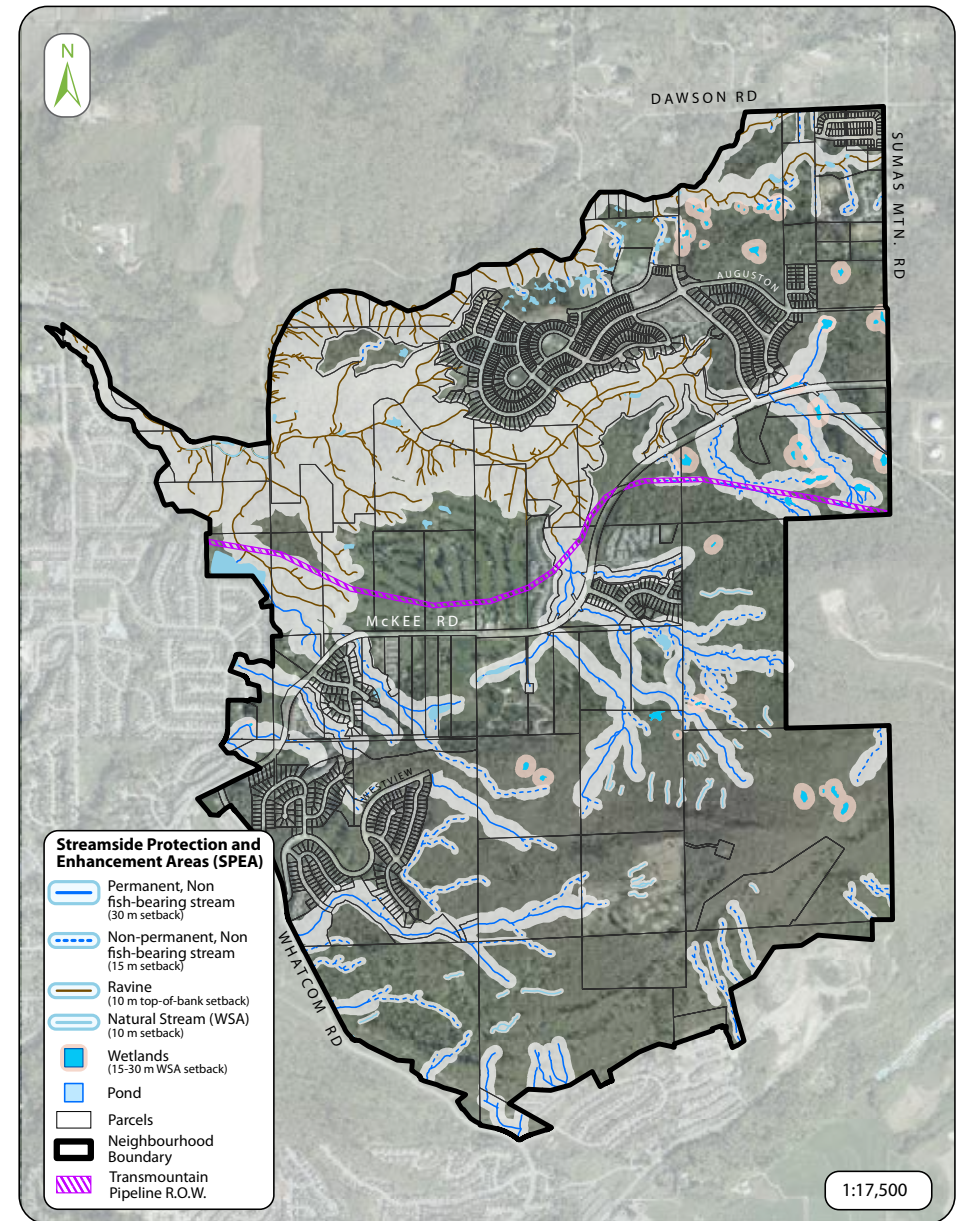 N
DAWSON RD
SUMAS MTN. RD
AUGUSTON
McKEE RD
WESTVIEW
WHATCOM RD
Streamside Protection and
Enhancement Areas (SPEA)
Permanent, Non
fish-bearing stream
(30 m setback)
Non-permanent, Non
fish-bearing stream
(15 m setback)
Ravine
(10 m top-of-bank setback)
Natural Stream (WSA)
(10 m setback)
Wetlands
(15-30 m WSA setback)
Pond
Parcels
Neighbourhood
Boundary
Transmountain
Pipeline R.O.W.
1:17,500